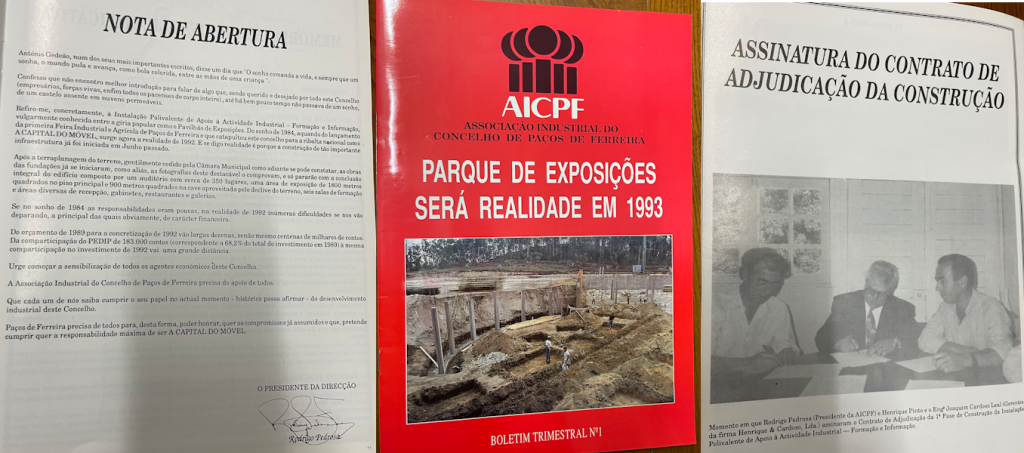 NOTA DE ABERTURA
António Gedeão, num dos seus mais importantes escritos, disse um dia que "O sonho comanda a vida, e sempre que um
sonha, o mundo pula e avança, como bola colorida, entre as mãos de uma criança".
Confesso que não encontro melhor introdução para falar de algo que, sendo querido e desejado por todo este Concelho
(empresários, forças vivas, enfim todos os pacenses de corpo inteiro), até há bem pouco tempo não passava de um sonho,
de um castelo assente em nuvens permeáveis.
Refiro-me, concretamente, à Instalação Polivalente de Apoio à Actividade Industrial - Formação e Informação,
vulgarmente conhecida entre a gíria popular como o Pavilhão de Exposições. Do sonho de 1984, aquando do lançamento
da primeira Feira Industrial e Agrícola de Paços de Ferreira e que catapultou este concelho para a ribalta nacional como
A CAPITAL DO MÓVEL, surge agora a realidade de 1992. E se digo realidade é porque a construção de tão importante
infraestrutura já foi iniciada em Junho passado.
Após a terraplanagem do terreno, gentilmente cedido pela Câmara Municipal como adiante se pode constatar, as obras
das fundações já se iniciaram, como aliás, as fotografias deste destacável o comprovam, e só pararão com a conclusão
integral do edifício composto por um auditório com cerca de 250 lugares, uma área de exposição de 1800 metros
quadrados no piso principal e 900 metros quadrados na cave aproveitada pelo declive do terreno, seis salas de formação
e áreas diversas de recepção, gabinetes, restaurantes e galerias.
Se no sonho de 1984 as responsabilidades eram poucas, na realidade de 1992 inúmeras dificuldades se nos vão
deparando, a principal das quais obviamente, de carácter financeiro.
Do orçamento de 1989 para a concretização de 1992 vão largas dezenas, senão mesmo centenas de milhares de contos.
Da comparticipação do PEDIP de 183.000 contos (correspondente a 68,2% do total do investimento em 1989) à mesma
comparticipação no investimento de 1992 vai uma grande distância.
Urge começar a sensibilização de todos os agentes económicos deste Concelho.
A Associação Industrial do Concelho de Paços de Ferreira precisa do apoio de todos.
Que cada um de nós saiba cumprir o seu papel no actual momento - histórico posso afirmar - do desenvolvimento
industrial deste Concelho.
Paços de Ferreira precisa de todos para, desta forma, poder honrar, quer os compromissos já assumidos e que, pretende
cumprir quer a responsabilidade máxima de ser A CAPITAL DO MÓVEL.
O PRESIDENTE DA DIRECÇÃO
Rodrigo Pedrosa
AICPF
ASSOCIAÇÃO INDUSTRIAL DO
CONCELHO DE PAÇOS DE FERREIRA
PARQUE DE EXPOSIÇÕES
SERÁ REALIDADE EM 1993
BOLETIM TRIMESTRAL Nº1
ASSINATURA DO CONTRATO DE
ADJUDICAÇÃO DA CONSTRUÇÃO
Momento em que Rodrigo Pedrosa (Presidente da AICPF) e Henrique Pinto e o Engº Joaquim Cardoso Leal (Gerentes
da firma Henrique & Cardoso, Lda.) assinaram o Contrato de Adjudicação da 1ª Fase de Construção da Instalação
Polivalente de Apoio à Actividade Industrial — Formação e Informação.